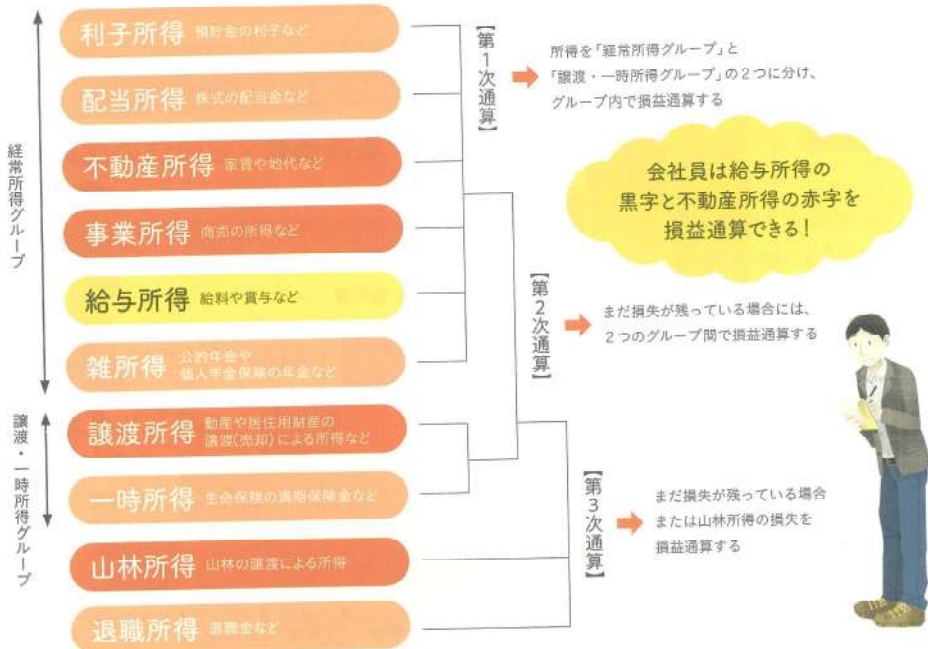 経常所得グループ
利子所得 預貯金の利子など
配当所得 株式の配当金など
不動産所得 家賃や地代など
事業所得 商売の所得など
給与所得 給料や賞与など
雑所得 公的年金や
個人年金保険の年金など
譲渡・一時所得グループ
譲渡所得 動産や居住用財産の
譲渡(売却)による所得など
一時所得 生命保険の満期保険金など
山林所得 山林の譲渡による所得
退職所得 退職金など
【第1次通算】
所得を「経常所得グループ」と
「譲渡・一時所得グループ」の2つに分け、
グループ内で損益通算する
会社員は給与所得の
黒字と不動産所得の赤字を
損益通算できる!
【第2次通算】
まだ損失が残っている場合には、
2つのグループ間で損益通算する
【第3次通算】
まだ損失が残っている場合
または山林所得の損失を
損益通算する